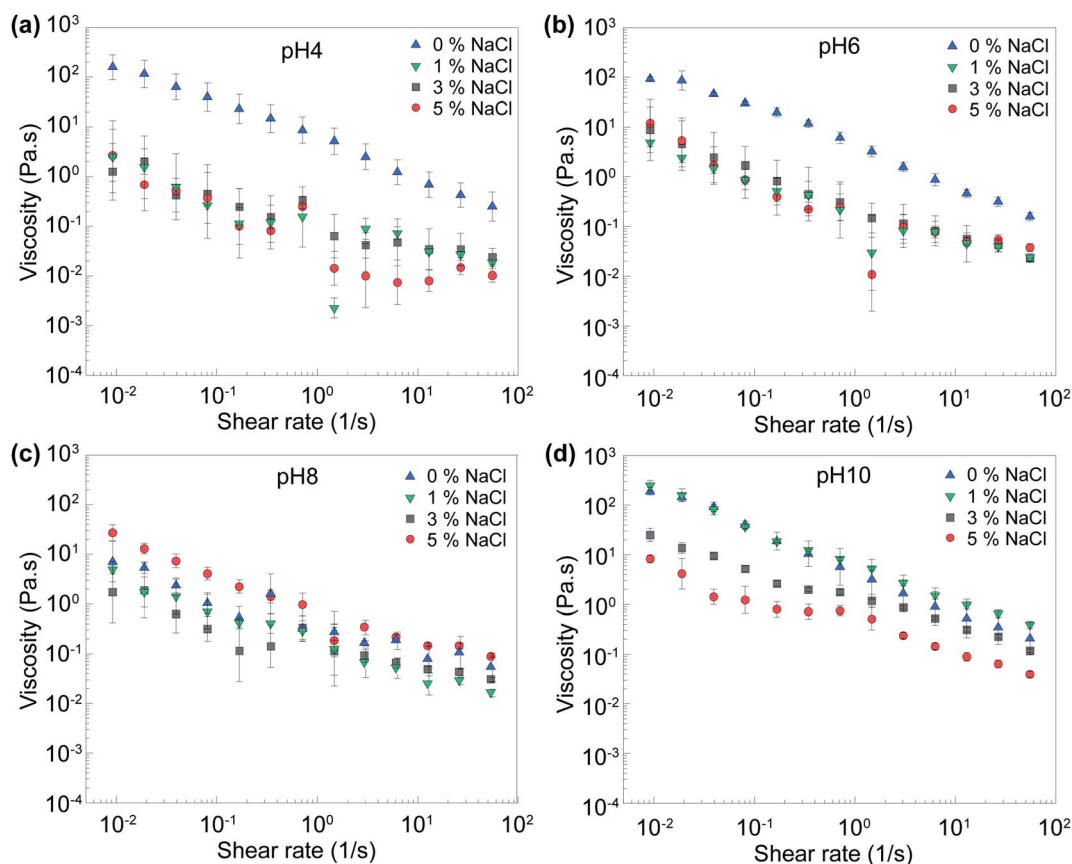 (a)
pH4
0 % NaCl
1 % NaCl
3 % NaCl
5 % NaCl
10³
10²
10¹
10⁰
10⁻¹
10⁻²
10⁻³
10⁻⁴
Viscosity (Pa.s)
10⁻² 10⁻¹ 10⁰ 10¹ 10²
Shear rate (1/s)
(b)
pH6
0 % NaCl
1 % NaCl
3 % NaCl
5 % NaCl
10³
10²
10¹
10⁰
10⁻¹
10⁻²
10⁻³
10⁻⁴
Viscosity (Pa.s)
10⁻² 10⁻¹ 10⁰ 10¹ 10²
Shear rate (1/s)
(c)
pH8
0 % NaCl
1 % NaCl
3 % NaCl
5 % NaCl
10³
10²
10¹
10⁰
10⁻¹
10⁻²
10⁻³
10⁻⁴
Viscosity (Pa.s)
10⁻² 10⁻¹ 10⁰ 10¹ 10²
Shear rate (1/s)
(d)
pH10
0 % NaCl
1 % NaCl
3 % NaCl
5 % NaCl
10³
10²
10¹
10⁰
10⁻¹
10⁻²
10⁻³
10⁻⁴
Viscosity (Pa.s)
10⁻² 10⁻¹ 10⁰ 10¹ 10²
Shear rate (1/s)